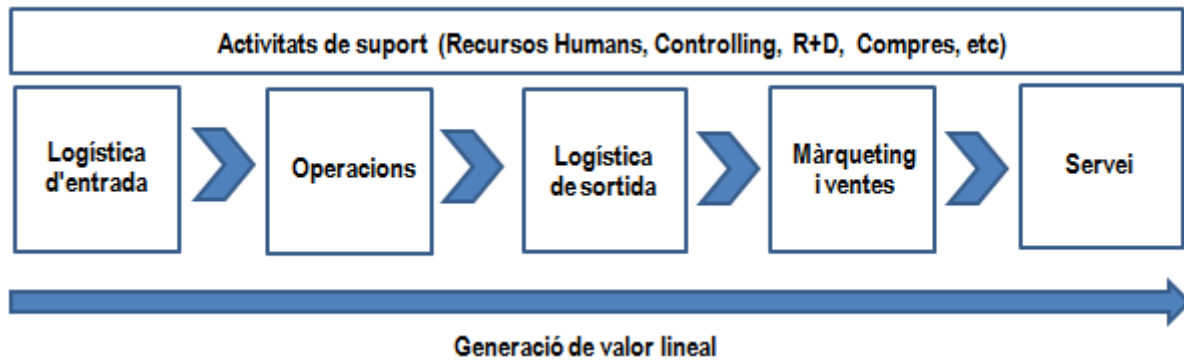 Activitats de suport (Recursos Humans, Controlling, R+D, Compres, etc)
Logística
d'entrada
Operacions
Logística
de sortida
Màrqueting
i ventes
Servei
Generació de valor lineal